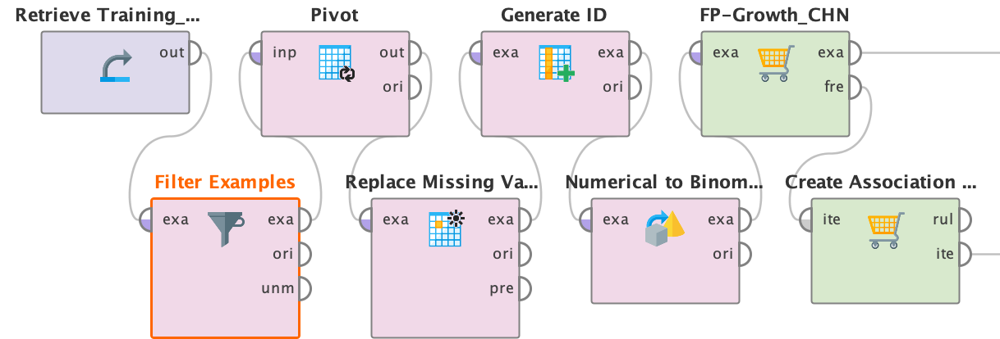 Retrieve Training_...
out
Pivot
inp out
ori
Generate ID
exa exa
ori
FP-Growth_CHN
exa exa
fre
Filter Examples
exa exa
ori
unm
Replace Missing Va...
exa exa
ori
pre
Numerical to Binom...
exa exa
ori
Create Association ...
ite rul
ite